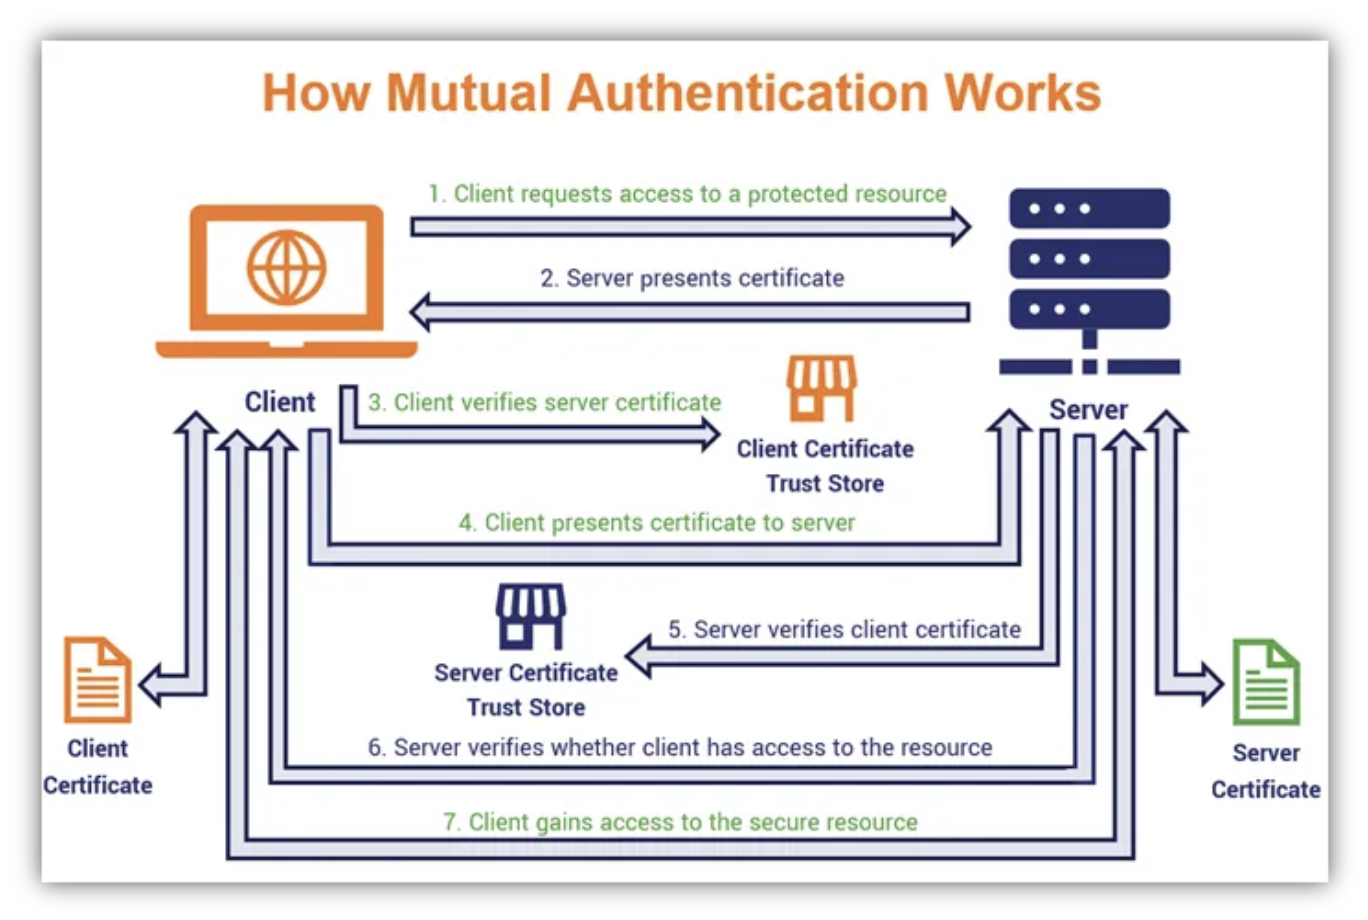 How Mutual Authentication Works
1. Client requests access to a protected resource
2. Server presents certificate
Client
Server
3. Client verifies server certificate
Client Certificate
Trust Store
4. Client presents certificate to server
5. Server verifies client certificate
Server Certificate
Trust Store
6. Server verifies whether client has access to the resource
Client
Certificate
Server
Certificate
7. Client gains access to the secure resource